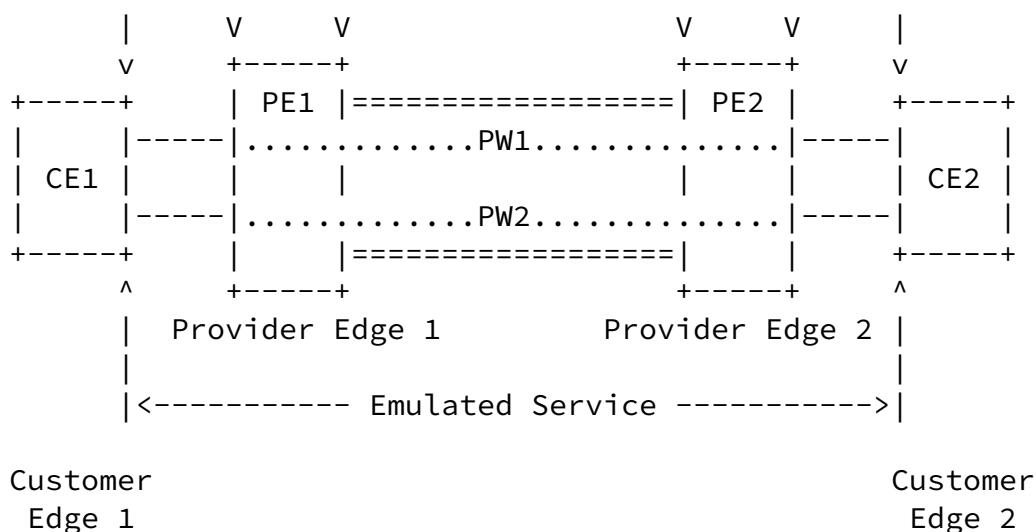 PE1 PE2
PW1
CE1 CE2
PW2
Provider Edge 1 Provider Edge 2
Emulated Service
Customer Customer
Edge 1 Edge 2